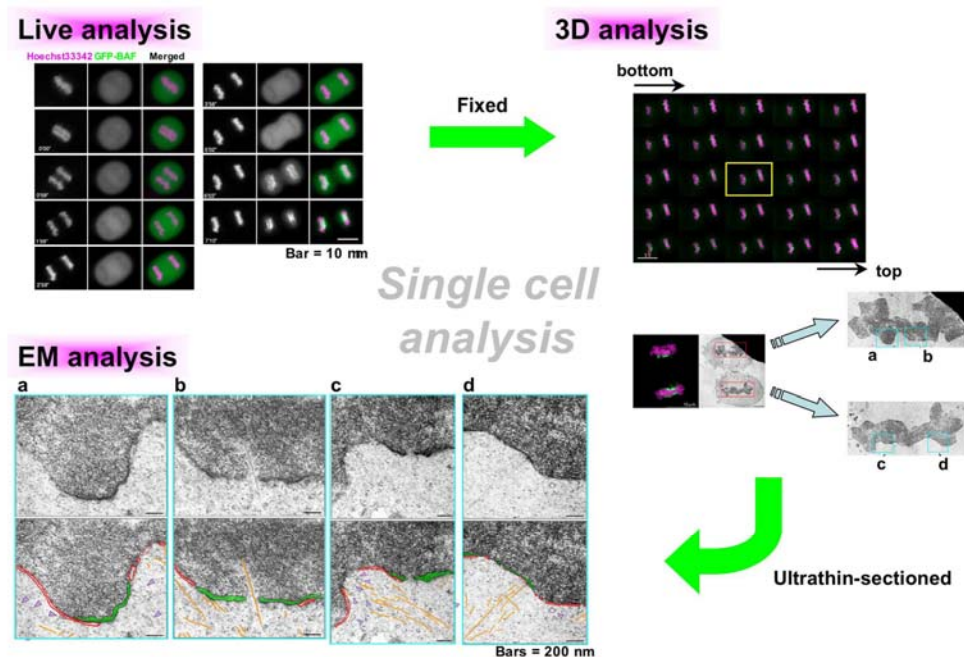 Live analysis
Hoechst33342 GFP-BAF Merged
Bar = 10 mm
Fixed
3D analysis
bottom
top
Single cell
analysis
a b
c d
Ultrathin-sectioned
EM analysis
a b c d
Bars = 200 nm